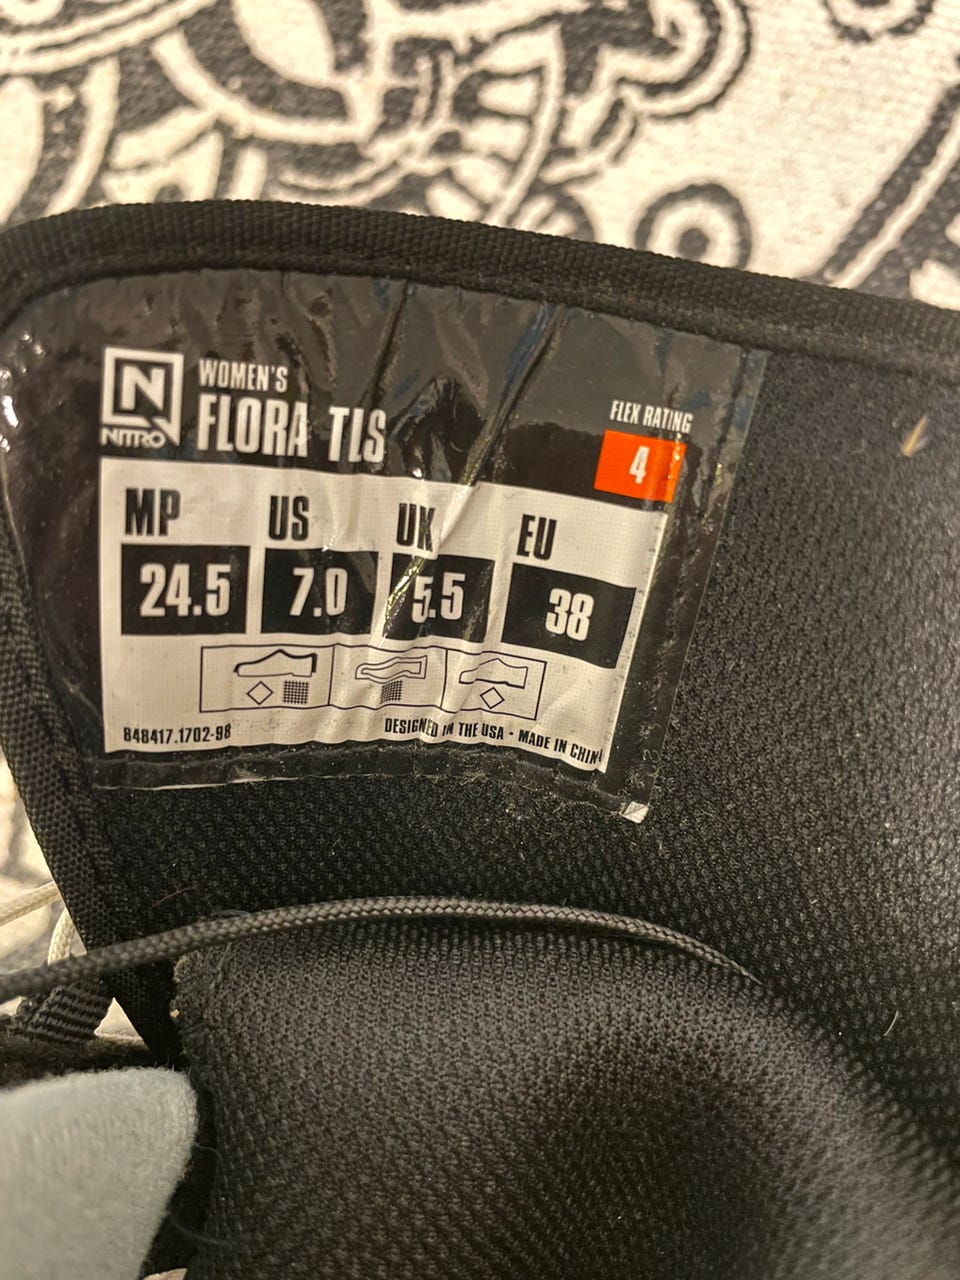 N
NITRO
WOMEN'S
FLORA TLS
FLEX RATING
4
MP US UK EU
24.5 7.0 5.5 38
848417.1702-98
DESIGNED IN THE USA - MADE IN CHINA